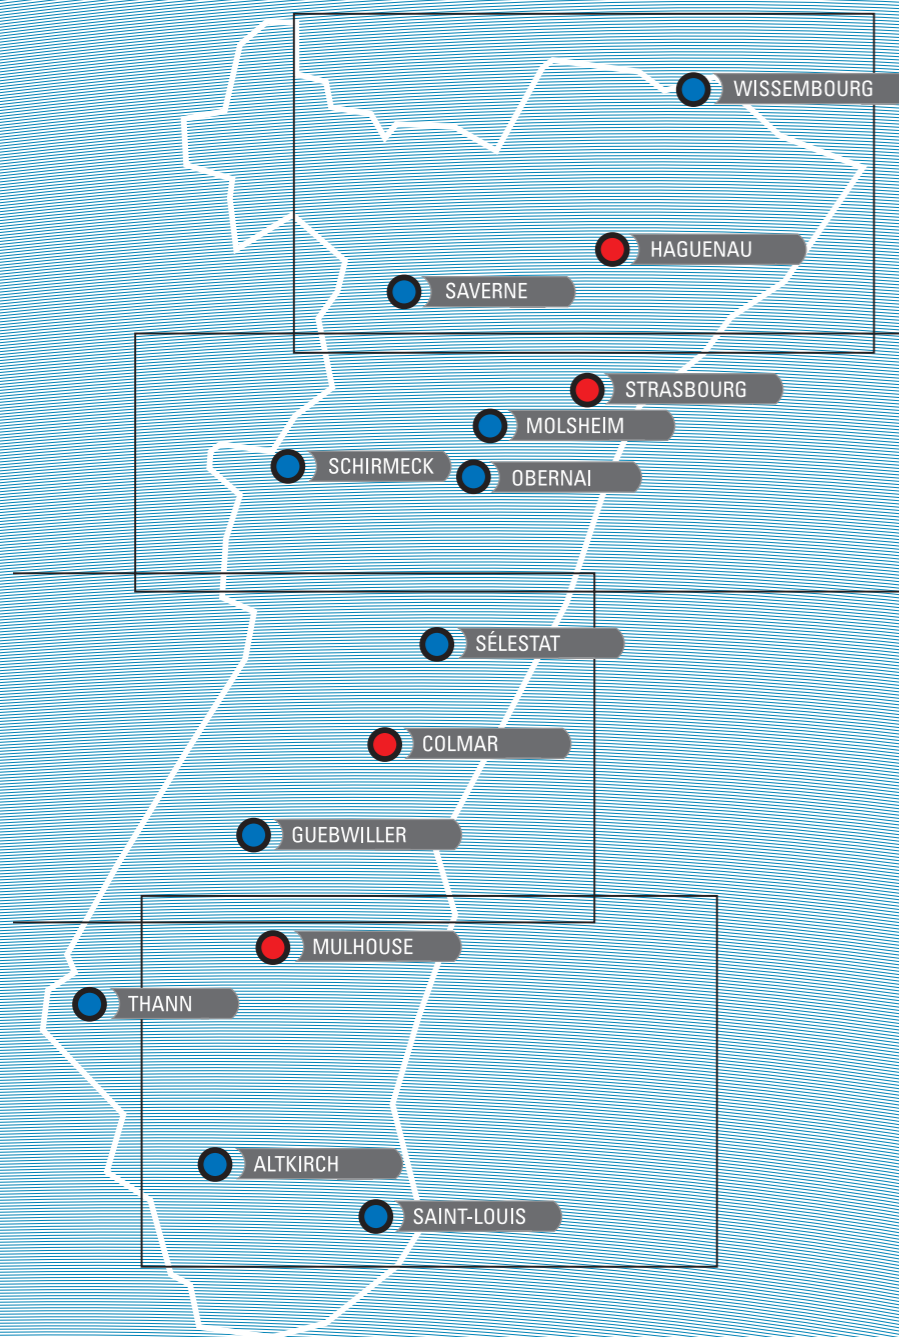 WISSEMBOURG
HAGUENAU
SAVERNE
STRASBOURG
MOLSHEIM
SCHIRMECK
OBERNAI
SÉLESTAT
COLMAR
GUEBWILLER
MULHOUSE
THANN
ALTKIRCH
SAINT-LOUIS